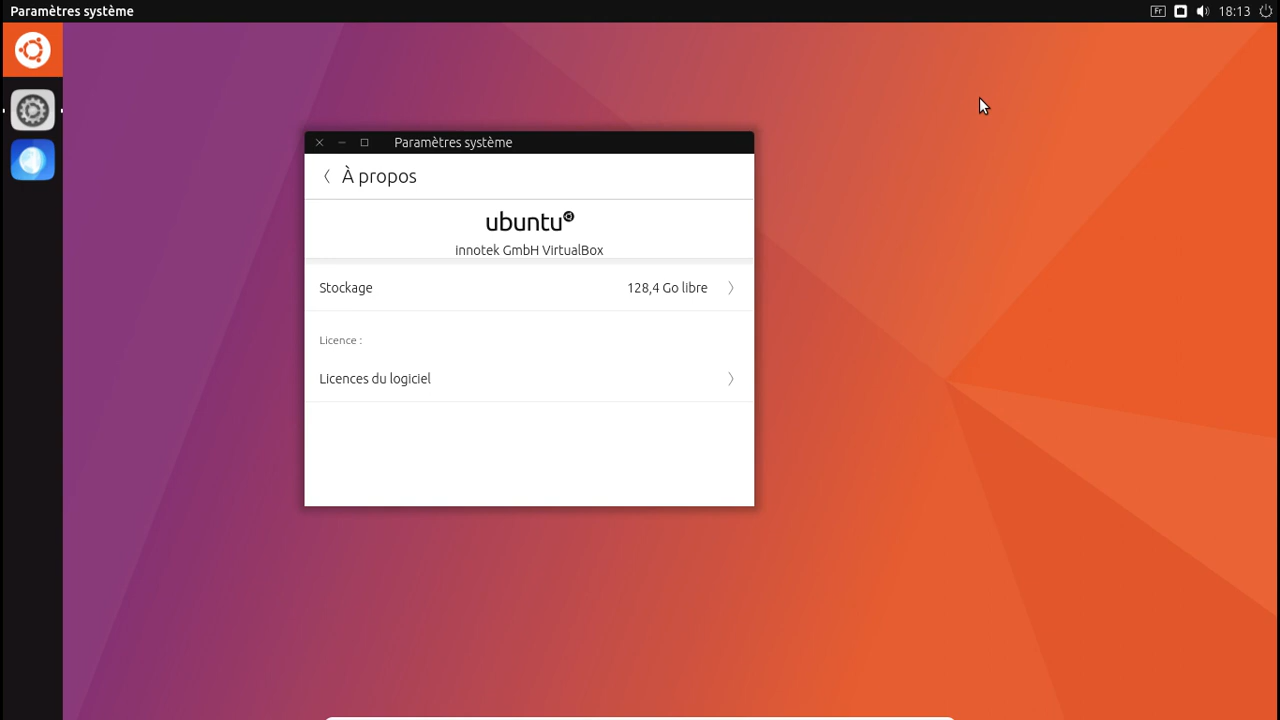 Paramètres système
Fr
18:13
Paramètres système
À propos
ubuntu
innotek GmbH VirtualBox
Stockage 128,4 Go libre
Licence :
Licences du logiciel